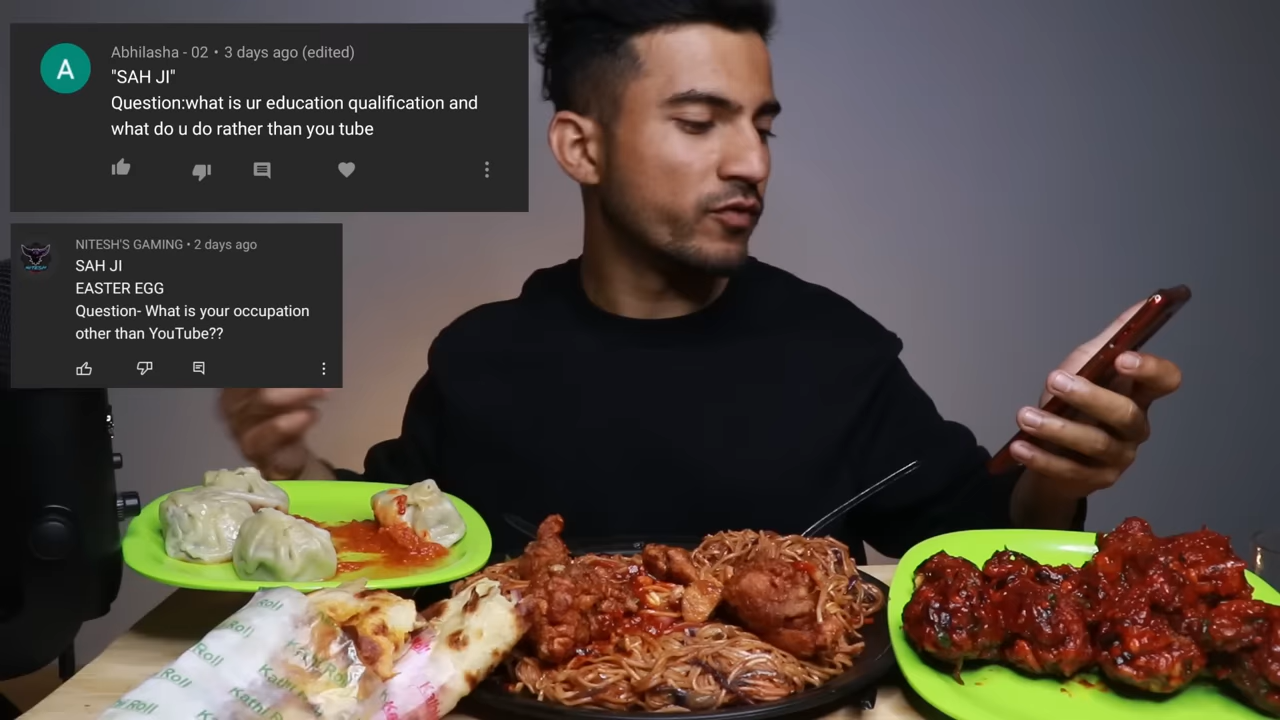 A
Abhilasha - 02 • 3 days ago (edited)
"SAH JI"
Question:what is ur education qualification and
what do u do rather than you tube
NITESH'S GAMING • 2 days ago
SAH JI
EASTER EGG
Question- What is your occupation
other than YouTube??
Roll
Roll
Roll
Kathi
Roll
Kathi
Roll